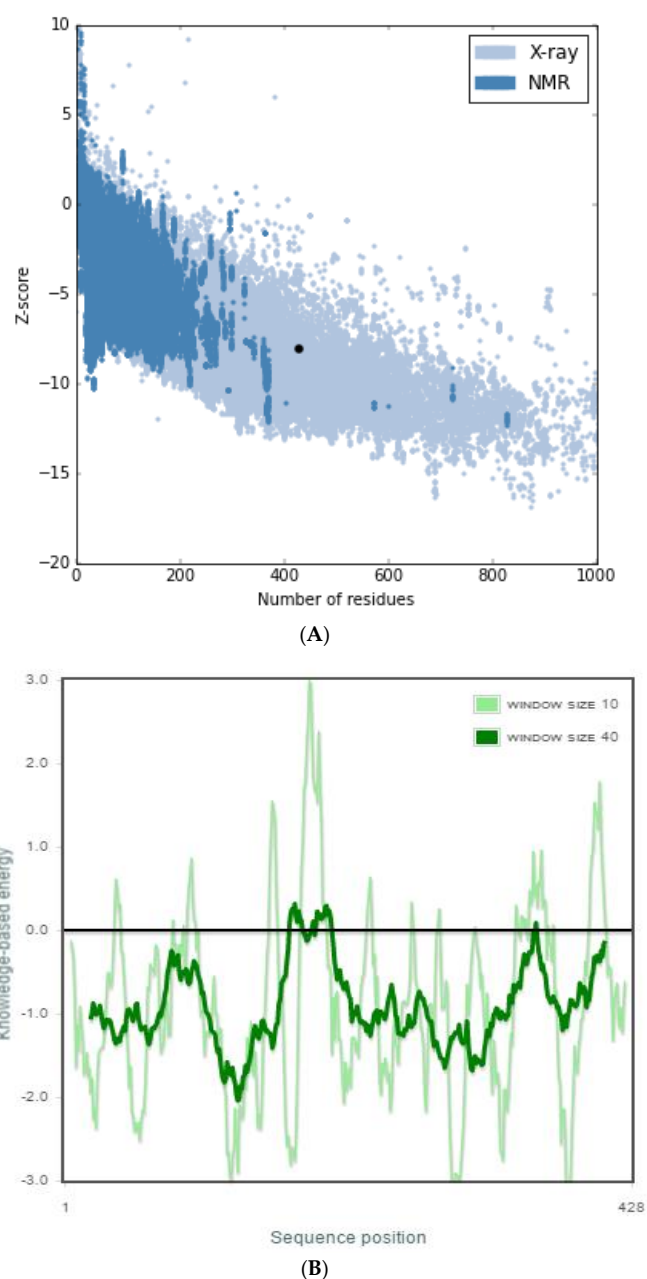 10
5
0
−5
−10
−15
−20
Z-score
X-ray
NMR
0 200 400 600 800 1000
Number of residues
(A)
3.0
2.0
1.0
0.0
-1.0
-2.0
-3.0
Knowledge-based energy
WINDOW SIZE 10
WINDOW SIZE 40
1 428
Sequence position
(B)